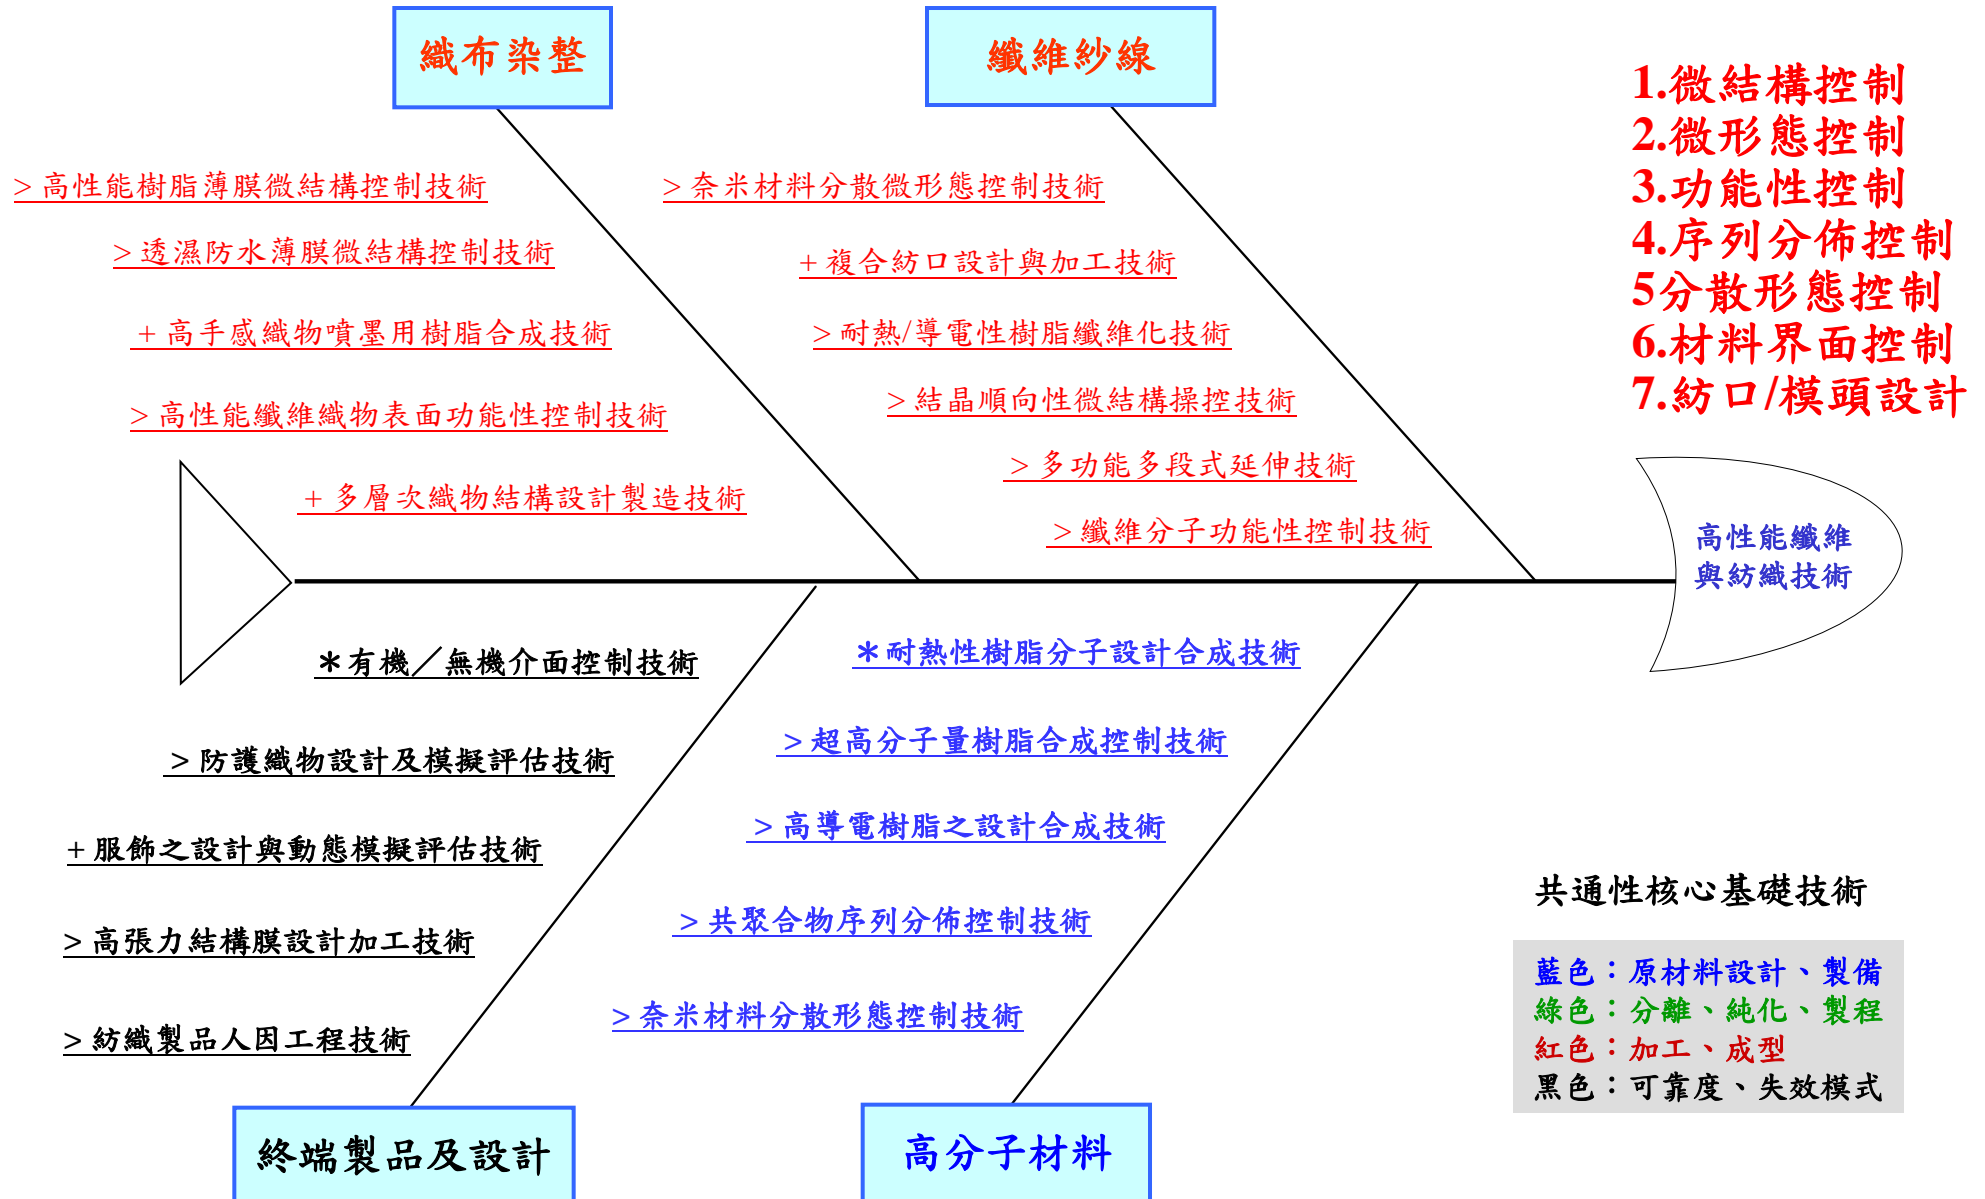 織布染整
纖維紗線
1.微結構控制
2.微形態控制
3.功能性控制
4.序列分佈控制
5分散形態控制
6.材料界面控制
7.紡口/模頭設計
> 高性能樹脂薄膜微結構控制技術
> 透濕防水薄膜微結構控制技術
+ 高手感織物噴墨用樹脂合成技術
> 高性能纖維織物表面功能性控制技術
+ 多層次織物結構設計製造技術
> 奈米材料分散微形態控制技術
+ 複合紡口設計與加工技術
> 耐熱/導電性樹脂纖維化技術
> 結晶順向性微結構操控技術
> 多功能多段式延伸技術
> 纖維分子功能性控制技術
高性能纖維
與紡織技術
＊有機／無機介面控制技術
> 防護織物設計及模擬評估技術
+ 服飾之設計與動態模擬評估技術
> 高張力結構膜設計加工技術
> 紡織製品人因工程技術
＊耐熱性樹脂分子設計合成技術
> 超高分子量樹脂合成控制技術
> 高導電樹脂之設計合成技術
> 共聚合物序列分佈控制技術
> 奈米材料分散形態控制技術
共通性核心基礎技術
藍色：原材料設計、製備
綠色：分離、純化、製程
紅色：加工、成型
黑色：可靠度、失效模式
終端製品及設計
高分子材料